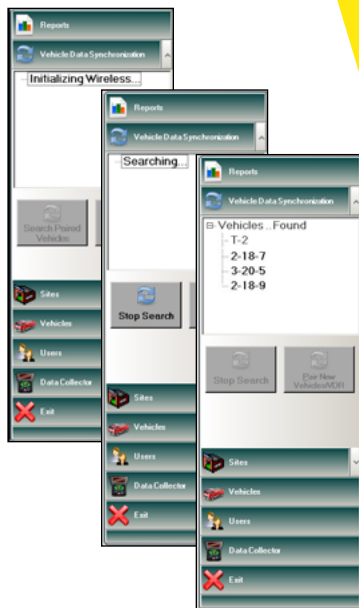 Reports
Vehicle Data Synchronization
Initializing Wireless...
Search Paired
Vehicles
Sites
Vehicles
Users
Data Collector
Exit
Reports
Vehicle Data Synchronization
Searching...
Stop Search
Sites
Vehicles
Users
Data Collector
Exit
Reports
Vehicle Data Synchronization
Vehicles ..Found
T-2
2-18-7
3-20-5
2-18-9
Stop Search
Pair New
Vehicles/VDR
Sites
Vehicles
Users
Data Collector
Exit